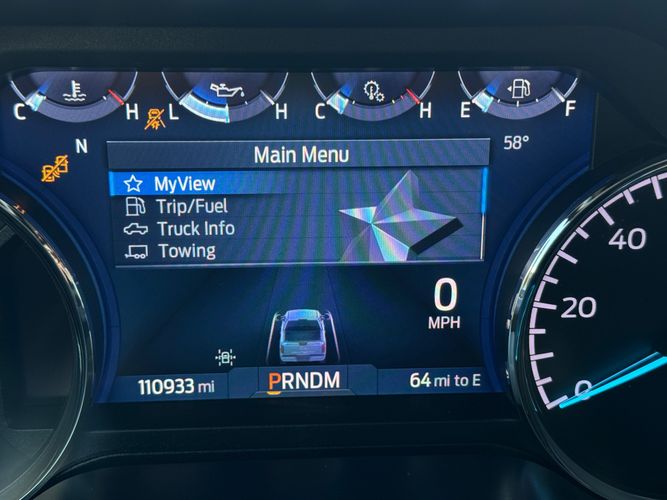 C H L H C H E F
N
58°
Main Menu
MyView
Trip/Fuel
Truck Info
Towing
0
MPH
110933 mi
PRNDM
64 mi to E
40
20
0